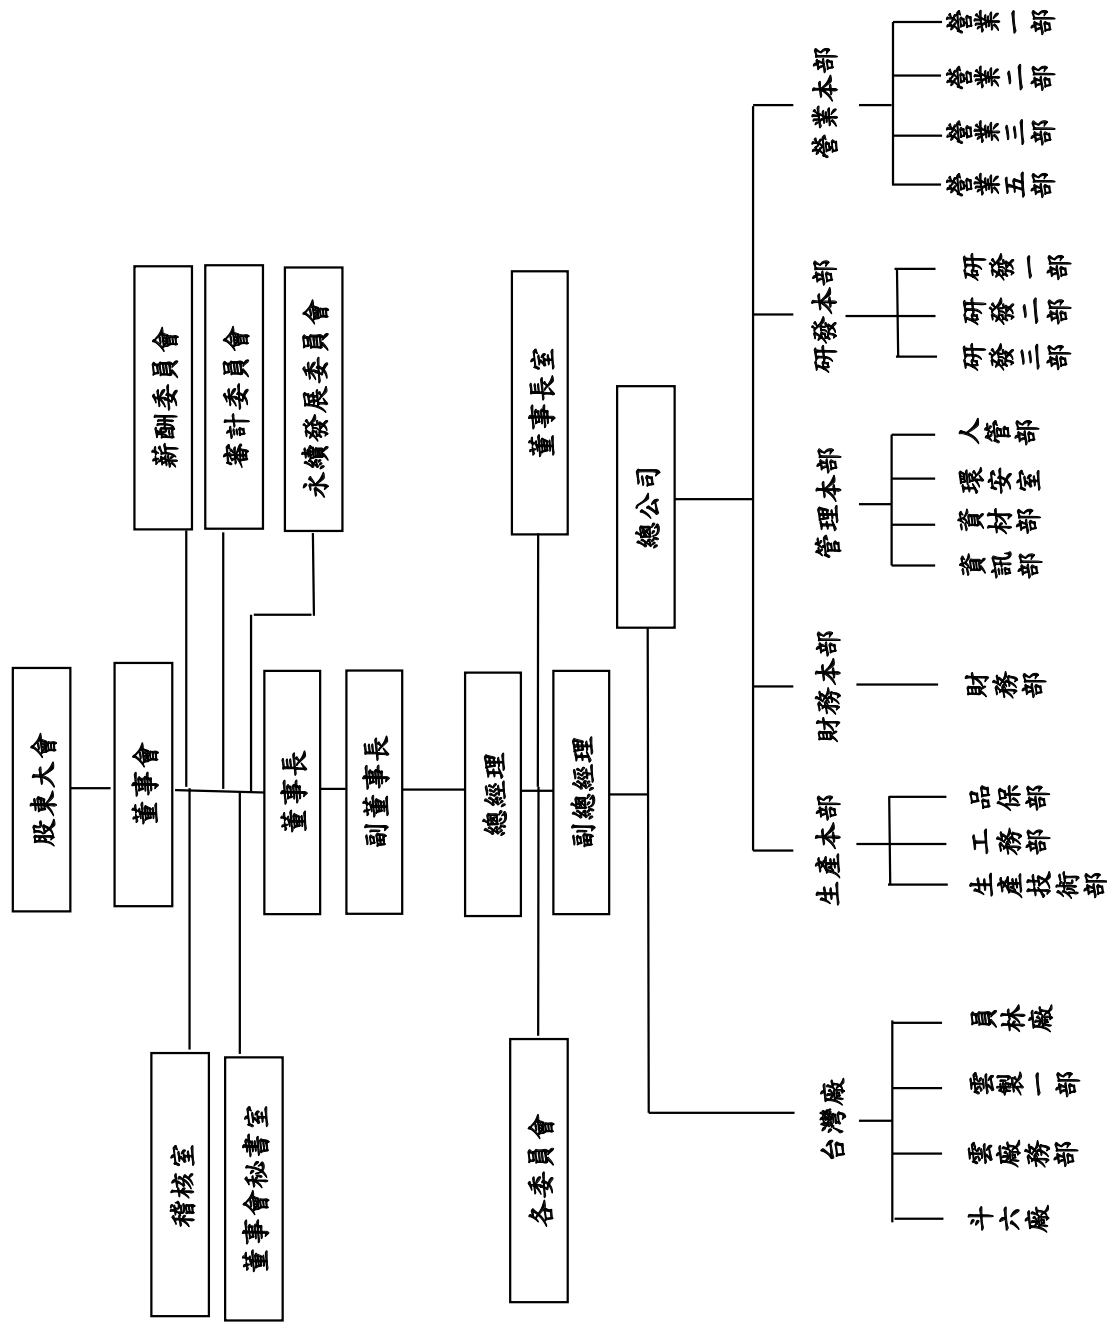 股東大會
董事會
薪酬委員會
審計委員會
永續發展委員會
稽核室
董事會秘書室
董事長
副董事長
總經理
董事長室
各委員會
副總經理
總公司
營業本部
營業一部
營業二部
營業三部
營業五部
研發本部
研發一部
研發二部
研發三部
管理本部
人管部
環安室
資材部
資訊部
財務本部
財務部
生產本部
品保部
工務部
生產技術部
台灣廠
員林廠
雲製一部
雲廠務部
斗六廠